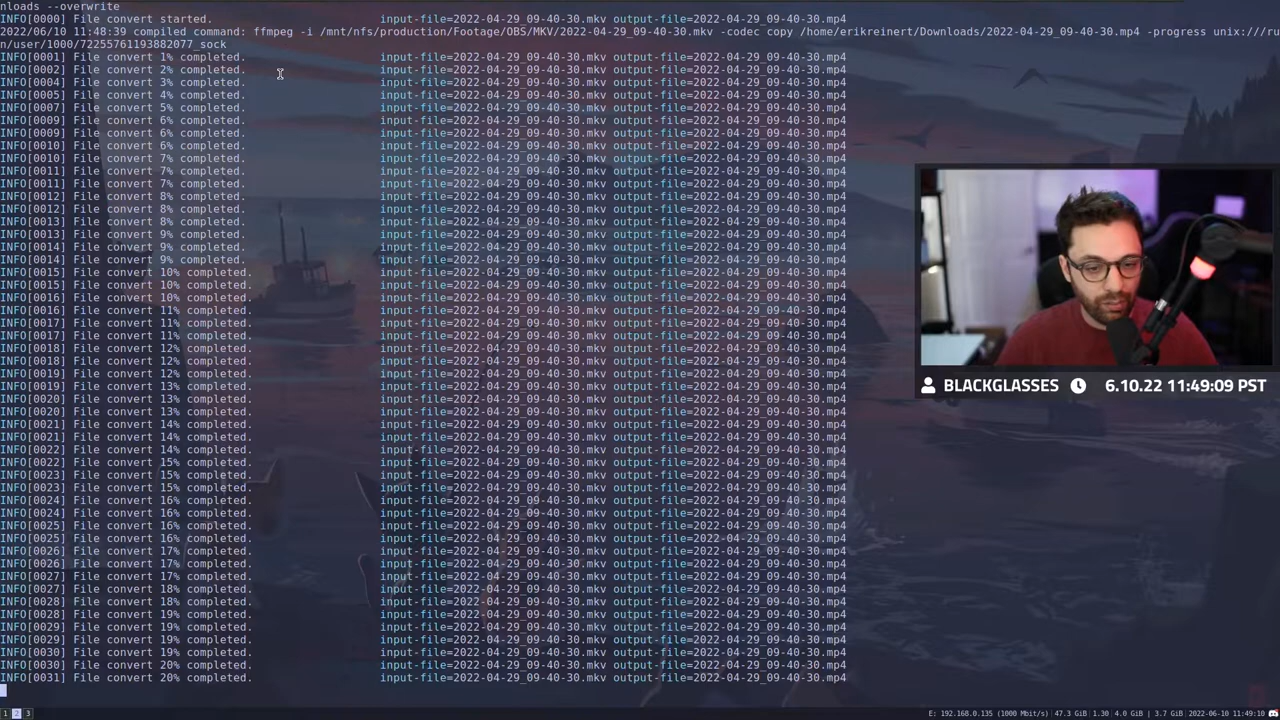 nloads --overwrite
INFO[0000] File convert started. input-file=2022-04-29_09-40-30.mkv output-file=2022-04-29_09-40-30.mp4
2022/06/10 11:48:39 compiled command: ffmpeg -i /mnt/nfs/production/Footage/OBS/MKV/2022-04-29_09-40-30.mkv -codec copy /home/erikreinert/Downloads/2022-04-29_09-40-30.mp4 -progress unix:///ru
n/user/1000/72255761193882077_sock
INFO[0001] File convert 1% completed. input-file=2022-04-29_09-40-30.mkv output-file=2022-04-29_09-40-30.mp4
INFO[0002] File convert 2% completed. input-file=2022-04-29_09-40-30.mkv output-file=2022-04-29_09-40-30.mp4
INFO[0004] File convert 3% completed. input-file=2022-04-29_09-40-30.mkv output-file=2022-04-29_09-40-30.mp4
INFO[0005] File convert 4% completed. input-file=2022-04-29_09-40-30.mkv output-file=2022-04-29_09-40-30.mp4
INFO[0007] File convert 5% completed. input-file=2022-04-29_09-40-30.mkv output-file=2022-04-29_09-40-30.mp4
INFO[0009] File convert 6% completed. input-file=2022-04-29_09-40-30.mkv output-file=2022-04-29_09-40-30.mp4
INFO[0009] File convert 6% completed. input-file=2022-04-29_09-40-30.mkv output-file=2022-04-29_09-40-30.mp4
INFO[0010] File convert 6% completed. input-file=2022-04-29_09-40-30.mkv output-file=2022-04-29_09-40-30.mp4
INFO[0010] File convert 7% completed. input-file=2022-04-29_09-40-30.mkv output-file=2022-04-29_09-40-30.mp4
INFO[0011] File convert 7% completed. input-file=2022-04-29_09-40-30.mkv output-file=2022-04-29_09-40-30.mp4
INFO[0011] File convert 7% completed. input-file=2022-04-29_09-40-30.mkv output-file=2022-04-29_09-40-30.mp4
INFO[0012] File convert 8% completed. input-file=2022-04-29_09-40-30.mkv output-file=2022-04-29_09-40-30.mp4
INFO[0012] File convert 8% completed. input-file=2022-04-29_09-40-30.mkv output-file=2022-04-29_09-40-30.mp4
INFO[0013] File convert 8% completed. input-file=2022-04-29_09-40-30.mkv output-file=2022-04-29_09-40-30.mp4
INFO[0013] File convert 9% completed. input-file=2022-04-29_09-40-30.mkv output-file=2022-04-29_09-40-30.mp4
INFO[0014] File convert 9% completed. input-file=2022-04-29_09-40-30.mkv output-file=2022-04-29_09-40-30.mp4
INFO[0014] File convert 9% completed. input-file=2022-04-29_09-40-30.mkv output-file=2022-04-29_09-40-30.mp4
INFO[0015] File convert 10% completed. input-file=2022-04-29_09-40-30.mkv output-file=2022-04-29_09-40-30.mp4
INFO[0015] File convert 10% completed. input-file=2022-04-29_09-40-30.mkv output-file=2022-04-29_09-40-30.mp4
INFO[0016] File convert 10% completed. input-file=2022-04-29_09-40-30.mkv output-file=2022-04-29_09-40-30.mp4
INFO[0016] File convert 11% completed. input-file=2022-04-29_09-40-30.mkv output-file=2022-04-29_09-40-30.mp4
INFO[0017] File convert 11% completed. input-file=2022-04-29_09-40-30.mkv output-file=2022-04-29_09-40-30.mp4
INFO[0017] File convert 11% completed. input-file=2022-04-29_09-40-30.mkv output-file=2022-04-29_09-40-30.mp4
INFO[0018] File convert 12% completed. input-file=2022-04-29_09-40-30.mkv output-file=2022-04-29_09-40-30.mp4
INFO[0018] File convert 12% completed. input-file=2022-04-29_09-40-30.mkv output-file=2022-04-29_09-40-30.mp4
INFO[0019] File convert 12% completed. input-file=2022-04-29_09-40-30.mkv output-file=2022-04-29_09-40-30.mp4
INFO[0019] File convert 13% completed. input-file=2022-04-29_09-40-30.mkv output-file=2022-04-29_09-40-30.mp4
INFO[0020] File convert 13% completed. input-file=2022-04-29_09-40-30.mkv output-file=2022-04-29_09-40-30.mp4
INFO[0020] File convert 13% completed. input-file=2022-04-29_09-40-30.mkv output-file=2022-04-29_09-40-30.mp4
INFO[0021] File convert 14% completed. input-file=2022-04-29_09-40-30.mkv output-file=2022-04-29_09-40-30.mp4
INFO[0021] File convert 14% completed. input-file=2022-04-29_09-40-30.mkv output-file=2022-04-29_09-40-30.mp4
INFO[0022] File convert 14% completed. input-file=2022-04-29_09-40-30.mkv output-file=2022-04-29_09-40-30.mp4
INFO[0022] File convert 15% completed. input-file=2022-04-29_09-40-30.mkv output-file=2022-04-29_09-40-30.mp4
INFO[0023] File convert 15% completed. input-file=2022-04-29_09-40-30.mkv output-file=2022-04-29_09-40-30.mp4
INFO[0023] File convert 15% completed. input-file=2022-04-29_09-40-30.mkv output-file=2022-04-29_09-40-30.mp4
INFO[0024] File convert 16% completed. input-file=2022-04-29_09-40-30.mkv output-file=2022-04-29_09-40-30.mp4
INFO[0024] File convert 16% completed. input-file=2022-04-29_09-40-30.mkv output-file=2022-04-29_09-40-30.mp4
INFO[0025] File convert 16% completed. input-file=2022-04-29_09-40-30.mkv output-file=2022-04-29_09-40-30.mp4
INFO[0026] File convert 17% completed. input-file=2022-04-29_09-40-30.mkv output-file=2022-04-29_09-40-30.mp4
INFO[0026] File convert 17% completed. input-file=2022-04-29_09-40-30.mkv output-file=2022-04-29_09-40-30.mp4
INFO[0027] File convert 17% completed. input-file=2022-04-29_09-40-30.mkv output-file=2022-04-29_09-40-30.mp4
INFO[0027] File convert 18% completed. input-file=2022-04-29_09-40-30.mkv output-file=2022-04-29_09-40-30.mp4
INFO[0028] File convert 18% completed. input-file=2022-04-29_09-40-30.mkv output-file=2022-04-29_09-40-30.mp4
INFO[0028] File convert 19% completed. input-file=2022-04-29_09-40-30.mkv output-file=2022-04-29_09-40-30.mp4
INFO[0029] File convert 19% completed. input-file=2022-04-29_09-40-30.mkv output-file=2022-04-29_09-40-30.mp4
INFO[0029] File convert 19% completed. input-file=2022-04-29_09-40-30.mkv output-file=2022-04-29_09-40-30.mp4
INFO[0030] File convert 19% completed. input-file=2022-04-29_09-40-30.mkv output-file=2022-04-29_09-40-30.mp4
INFO[0030] File convert 20% completed. input-file=2022-04-29_09-40-30.mkv output-file=2022-04-29_09-40-30.mp4
INFO[0031] File convert 20% completed. input-file=2022-04-29_09-40-30.mkv output-file=2022-04-29_09-40-30.mp4
BLACKGLASSES 6.10.22 11:49:09 PST
1 2 3 E: 192.168.0.135 (1000 Mbit/s) 47.3 GiB 1.30 4.0 GiB | 3.7 GiB 2022-06-10 11:49:10